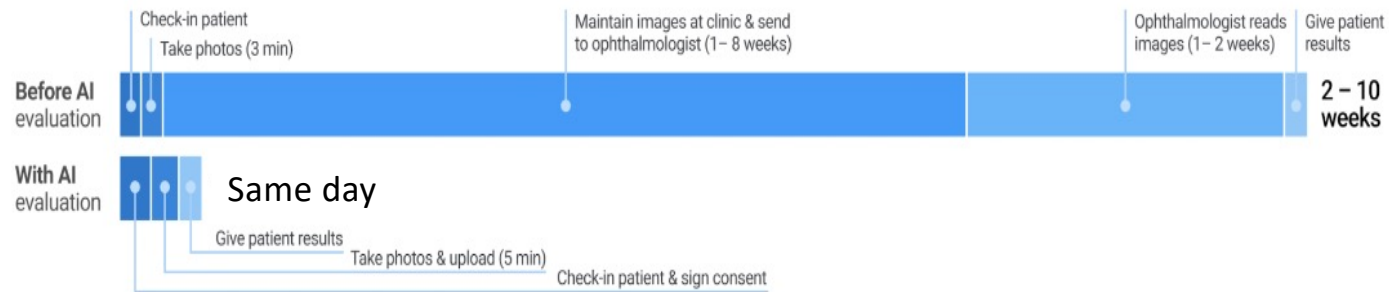 Check-in patient
Take photos (3 min)
Maintain images at clinic & send
to ophthalmologist (1– 8 weeks)
Ophthalmologist reads
images (1– 2 weeks)
Give patient
results
Before AI
evaluation
2 – 10
weeks
With AI
evaluation
Same day
Give patient results
Take photos & upload (5 min)
Check-in patient & sign consent